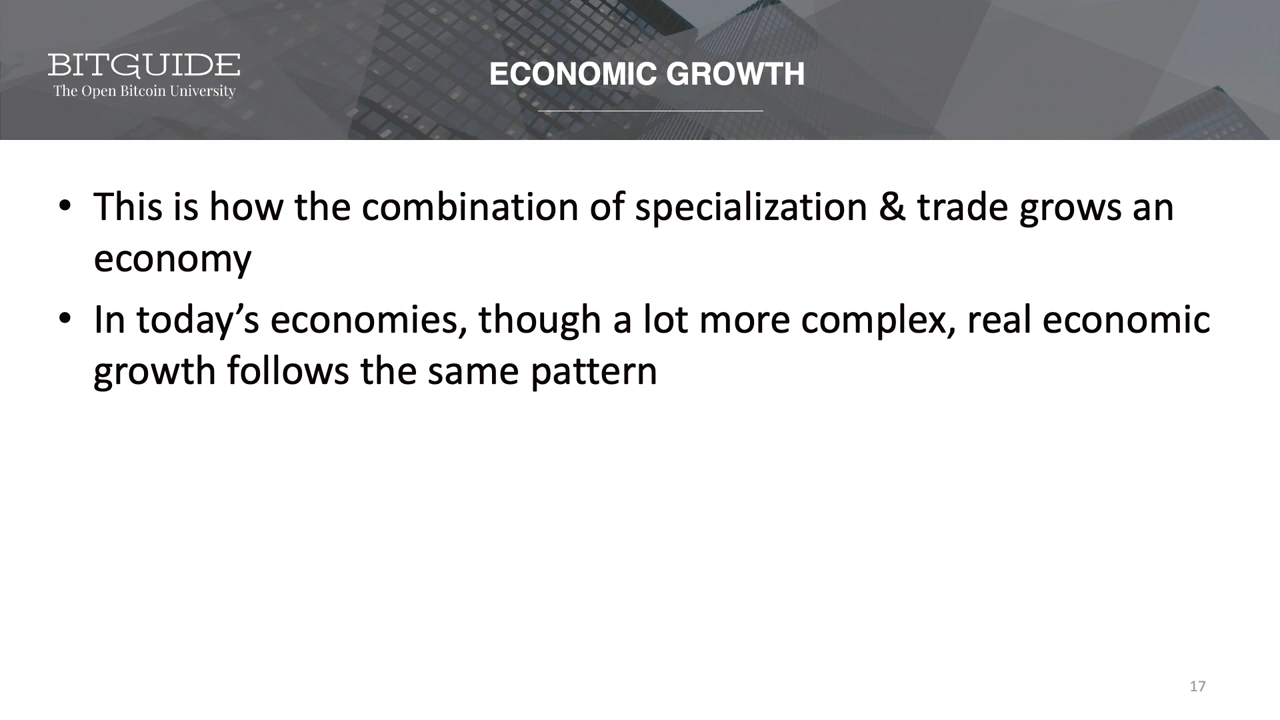 BITGUIDE
The Open Bitcoin University
ECONOMIC GROWTH
• This is how the combination of specialization & trade grows an
economy
• In today’s economies, though a lot more complex, real economic
growth follows the same pattern
17